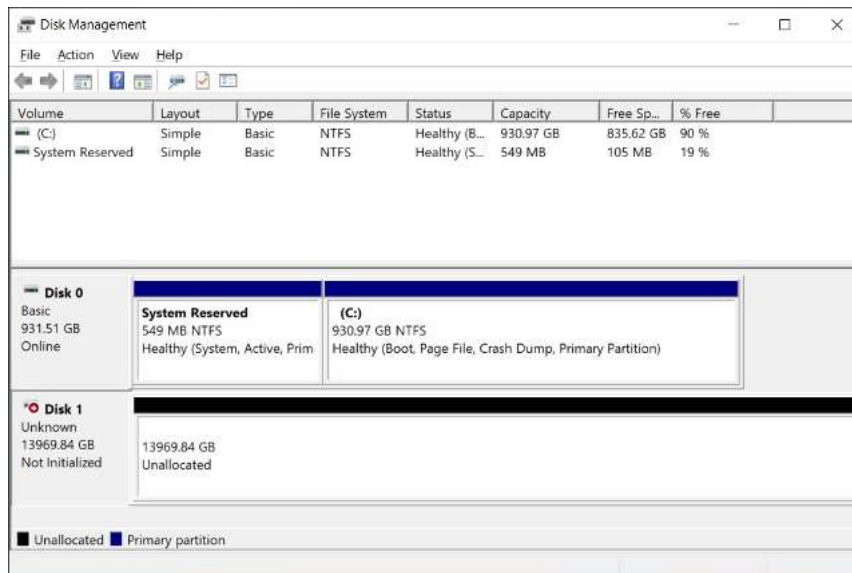 Disk Management
File Action View Help
Volume Layout Type File System Status Capacity Free Sp... % Free
(C:) Simple Basic NTFS Healthy (B... 930.97 GB 835.62 GB 90 %
System Reserved Simple Basic NTFS Healthy (S... 549 MB 105 MB 19 %
Disk 0
Basic
931.51 GB
Online
System Reserved
549 MB NTFS
Healthy (System, Active, Prim
(C:)
930.97 GB NTFS
Healthy (Boot, Page File, Crash Dump, Primary Partition)
Disk 1
Unknown
13969.84 GB
Not Initialized
13969.84 GB
Unallocated
Unallocated Primary partition